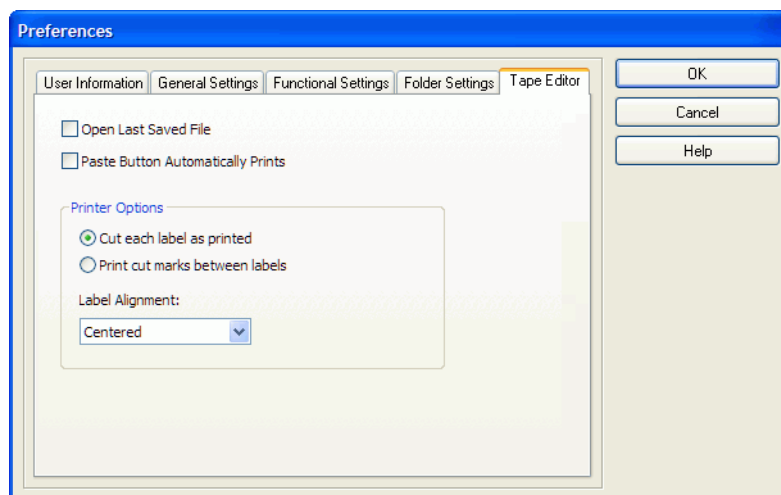 Preferences
User Information General Settings Functional Settings Folder Settings Tape Editor
Open Last Saved File
Paste Button Automatically Prints
Printer Options
Cut each label as printed
Print cut marks between labels
Label Alignment:
Centered
OK
Cancel
Help